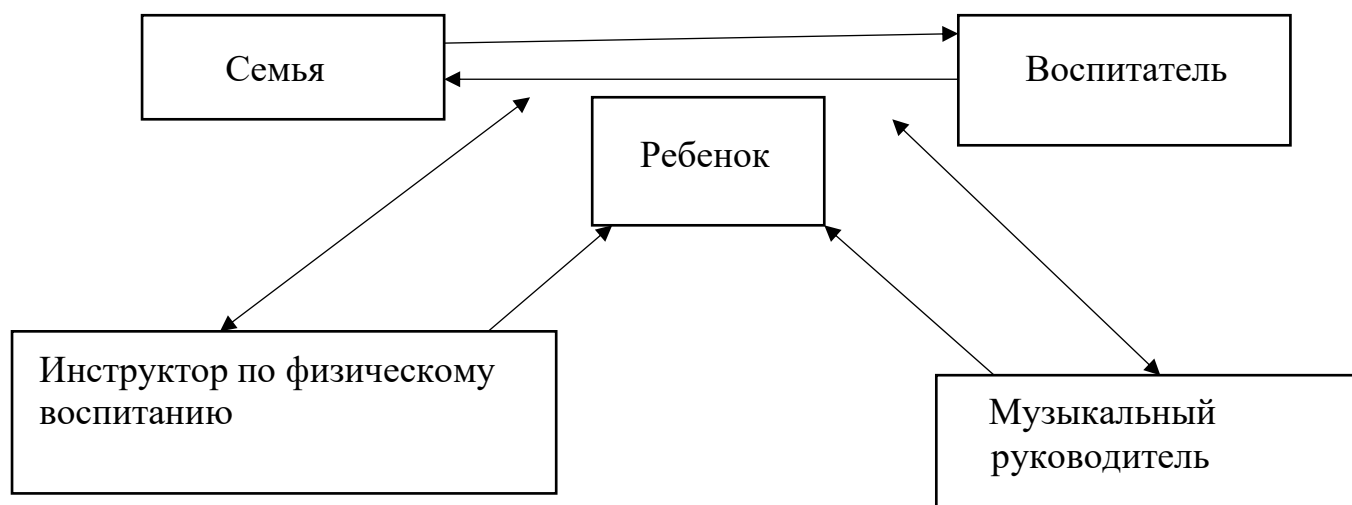 Семья
Воспитатель
Ребенок
Инструктор по физическому
воспитанию
Музыкальный
руководитель